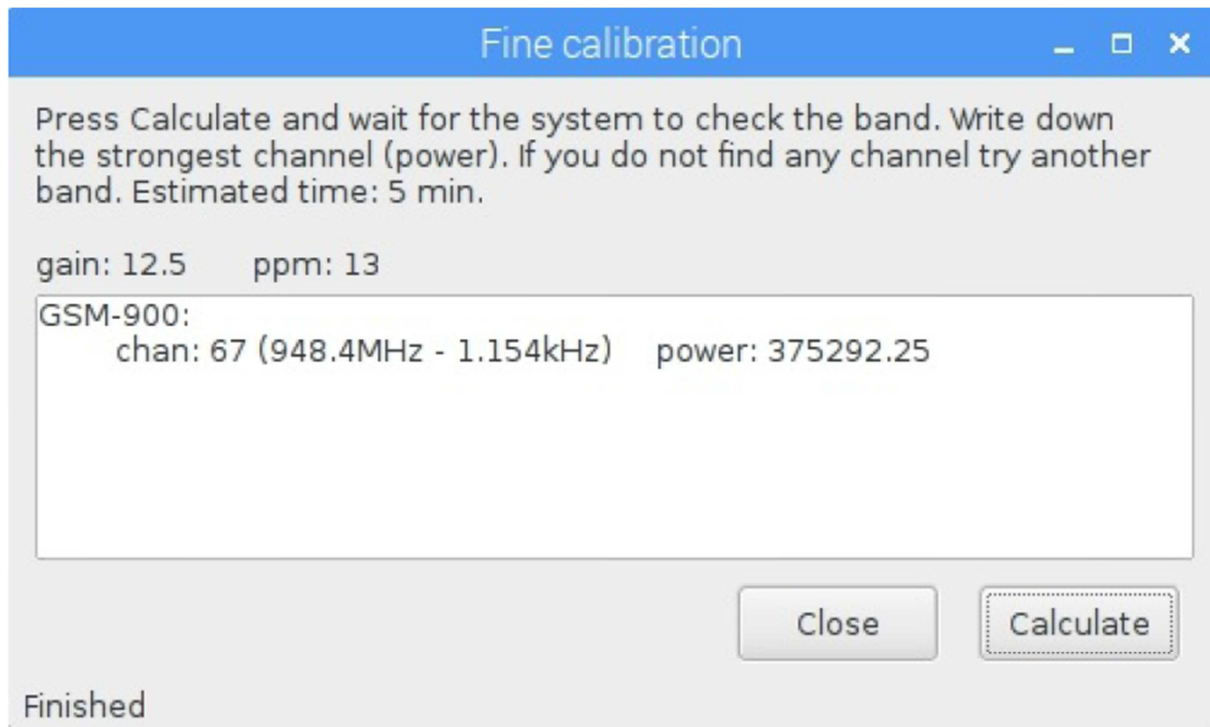 Fine calibration
Press Calculate and wait for the system to check the band. Write down
the strongest channel (power). If you do not find any channel try another
band. Estimated time: 5 min.
gain: 12.5 ppm: 13
GSM-900:
chan: 67 (948.4MHz - 1.154kHz) power: 375292.25
Close Calculate
Finished